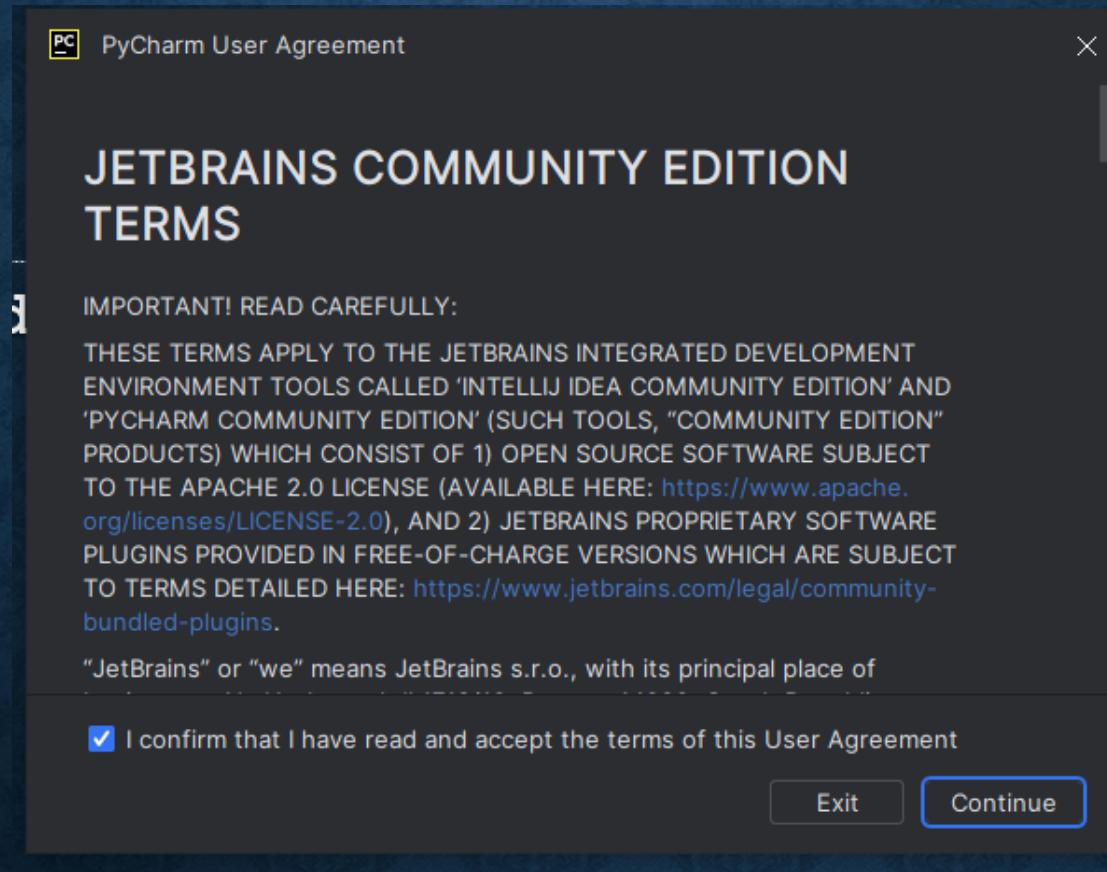 PC PyCharm User Agreement
JETBRAINS COMMUNITY EDITION
TERMS
IMPORTANT! READ CAREFULLY:
THESE TERMS APPLY TO THE JETBRAINS INTEGRATED DEVELOPMENT
ENVIRONMENT TOOLS CALLED ‘INTELLIJ IDEA COMMUNITY EDITION’ AND
‘PYCHARM COMMUNITY EDITION’ (SUCH TOOLS, “COMMUNITY EDITION”
PRODUCTS) WHICH CONSIST OF 1) OPEN SOURCE SOFTWARE SUBJECT
TO THE APACHE 2.0 LICENSE (AVAILABLE HERE: https://www.apache.
org/licenses/LICENSE-2.0), AND 2) JETBRAINS PROPRIETARY SOFTWARE
PLUGINS PROVIDED IN FREE-OF-CHARGE VERSIONS WHICH ARE SUBJECT
TO TERMS DETAILED HERE: https://www.jetbrains.com/legal/community-
bundled-plugins.
“JetBrains” or “we” means JetBrains s.r.o., with its principal place of
I confirm that I have read and accept the terms of this User Agreement
Exit Continue